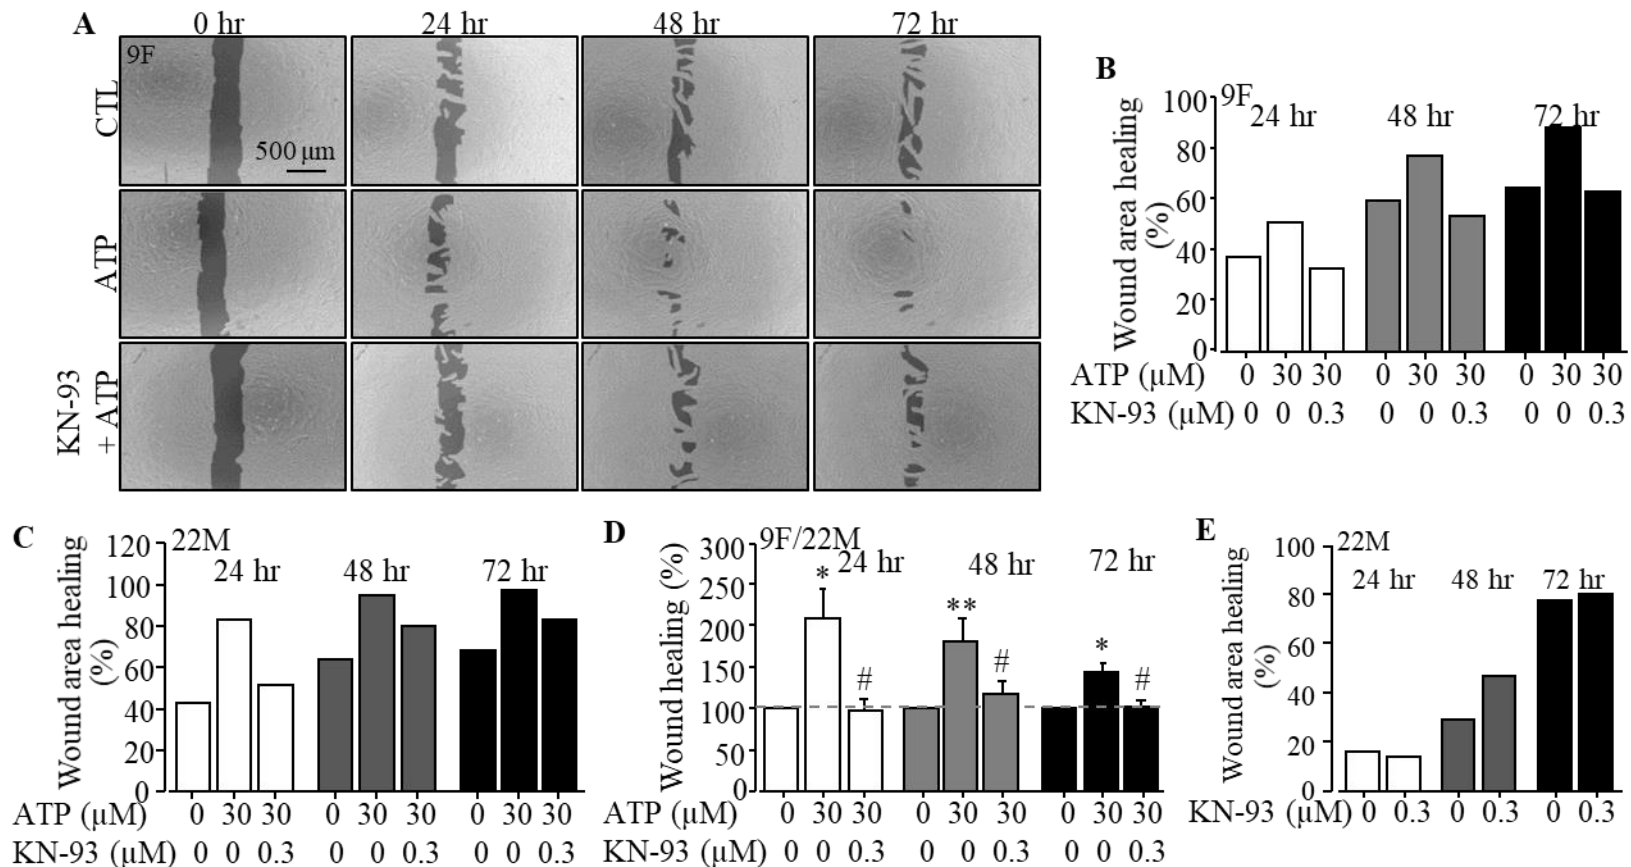 A
0 hr 24 hr 48 hr 72 hr
9F
CTL
500 μm
ATP
KN-93
+ ATP
B
9F
24 hr 48 hr 72 hr
Wound area healing
(%)
100
80
60
40
20
0
ATP (μM) 0 30 30 0 30 30 0 30 30
KN-93 (μM) 0 0 0.3 0 0 0.3 0 0 0.3
C
22M
24 hr 48 hr 72 hr
Wound area healing
(%)
120
100
80
60
40
20
0
ATP (μM) 0 30 30 0 30 30 0 30 30
KN-93 (μM) 0 0 0.3 0 0 0.3 0 0 0.3
D
9F/22M
24 hr 48 hr 72 hr
Wound healing (%)
300
250
200
150
100
50
0
* # ** # * #
ATP (μM) 0 30 30 0 30 30 0 30 30
KN-93 (μM) 0 0 0.3 0 0 0.3 0 0 0.3
E
22M
24 hr 48 hr 72 hr
Wound area healing
(%)
100
80
60
40
20
0
KN-93 (μM) 0 0.3 0 0.3 0 0.3